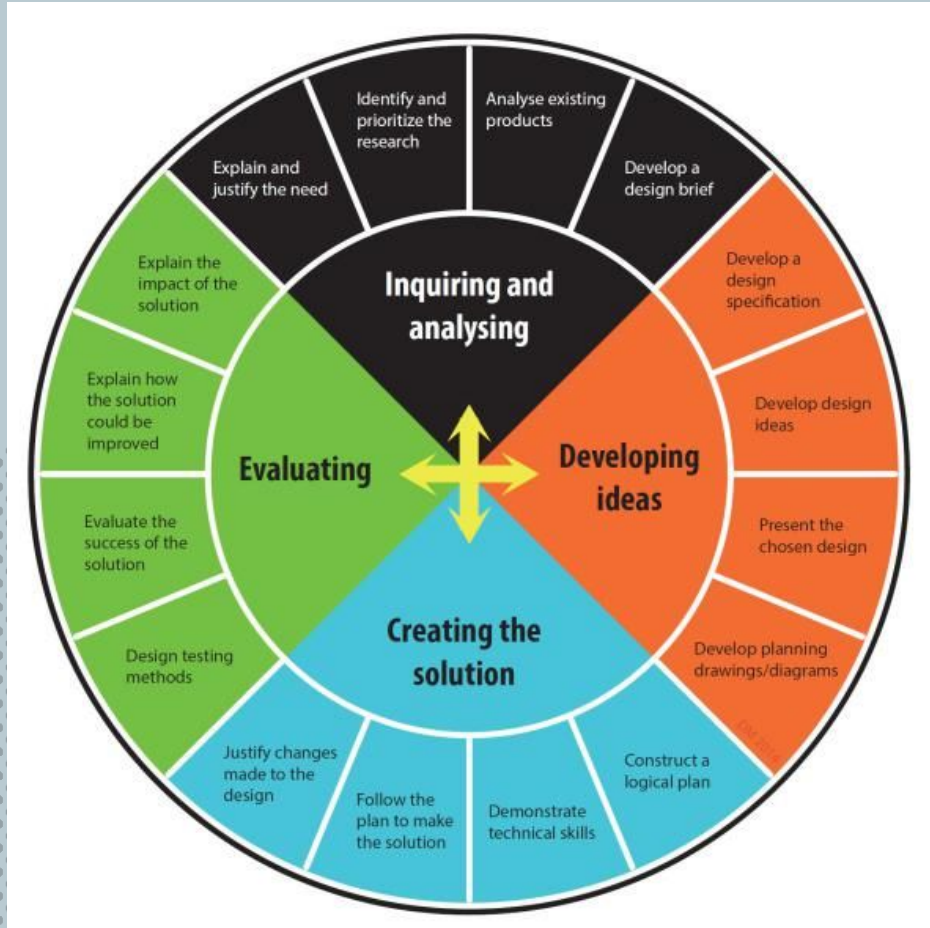 Explain and
justify the need
Identify and
prioritize the
research
Analyse existing
products
Develop a
design brief
Inquiring and
analysing
Develop a
design
specification
Develop design
ideas
Present the
chosen design
Develop planning
drawings/diagrams
Developing
ideas
Construct a
logical plan
Demonstrate
technical skills
Follow the
plan to make
the solution
Justify changes
made to the
design
Creating the
solution
Design testing
methods
Evaluate the
success of the
solution
Explain how
the solution
could be
improved
Explain the
impact of the
solution
Evaluating